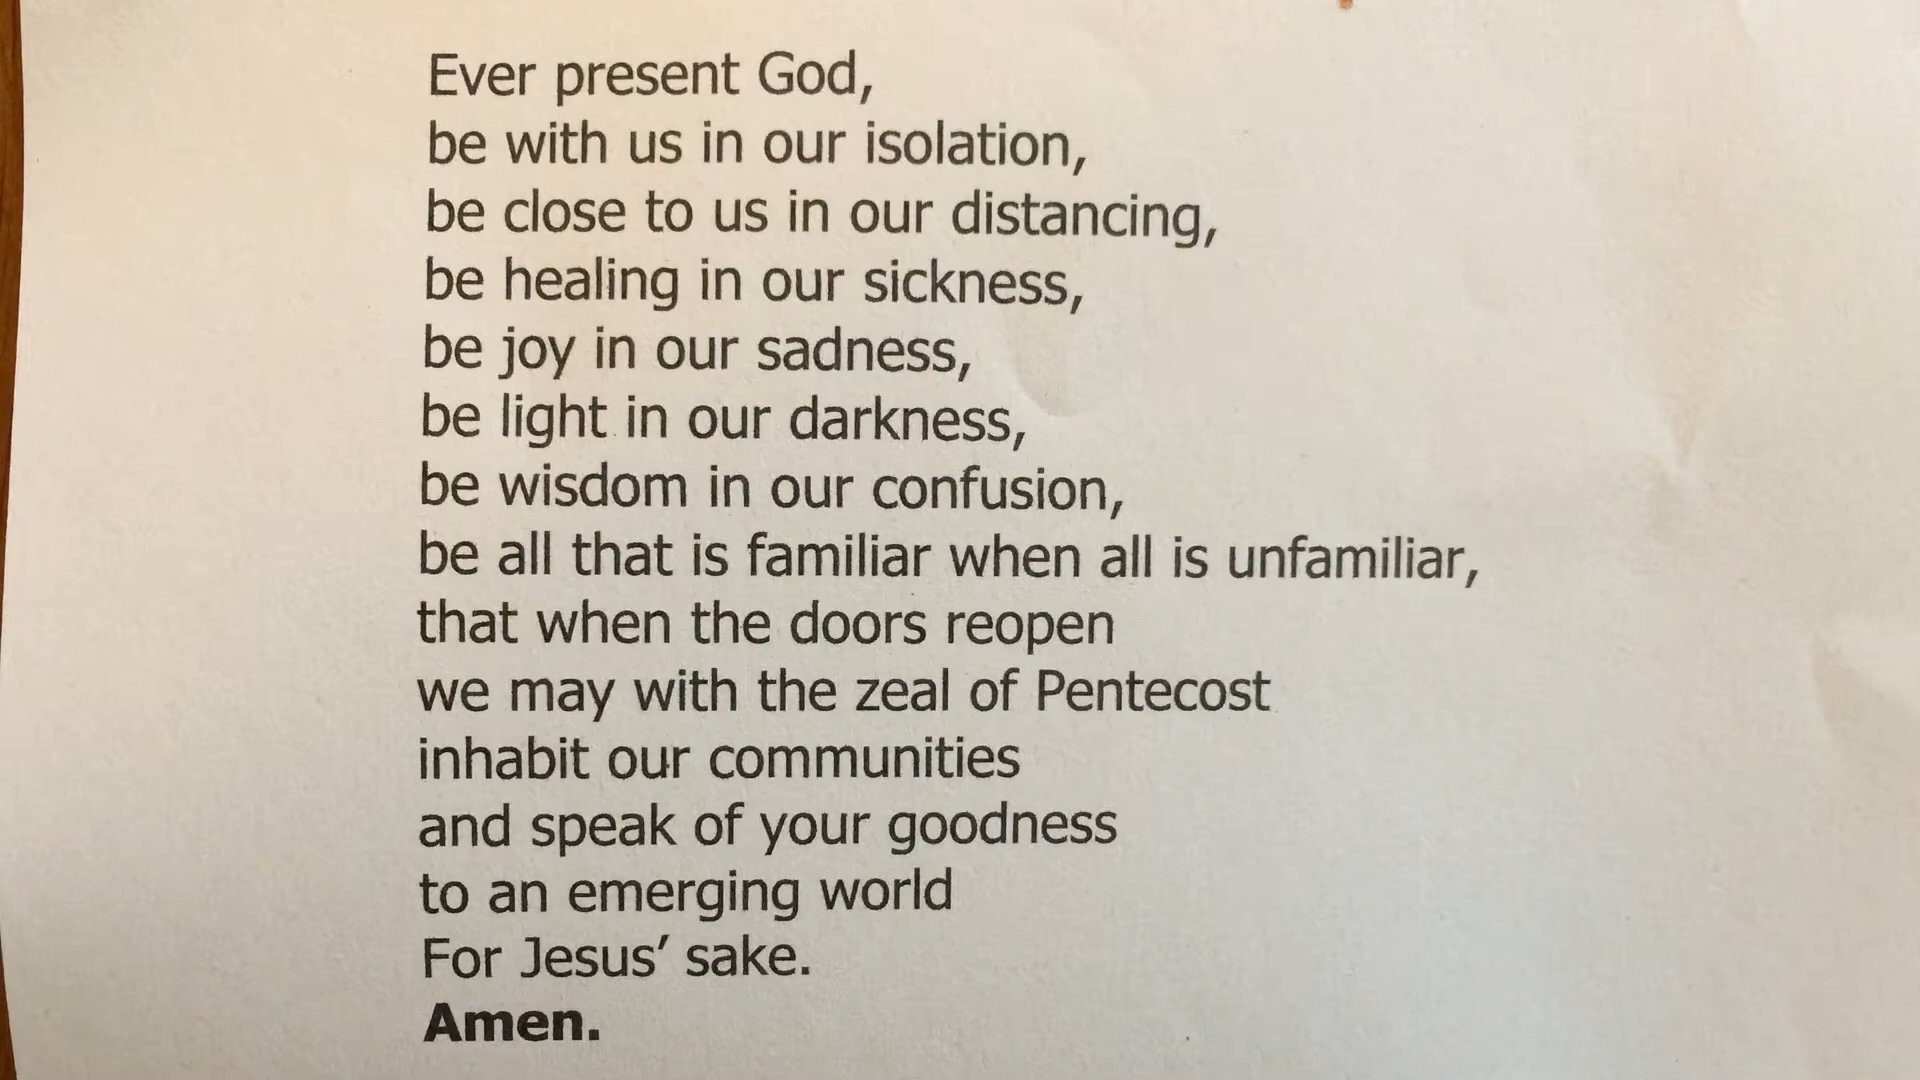 Ever present God,
be with us in our isolation,
be close to us in our distancing,
be healing in our sickness,
be joy in our sadness,
be light in our darkness,
be wisdom in our confusion,
be all that is familiar when all is unfamiliar,
that when the doors reopen
we may with the zeal of Pentecost
inhabit our communities
and speak of your goodness
to an emerging world
For Jesus’ sake.
Amen.